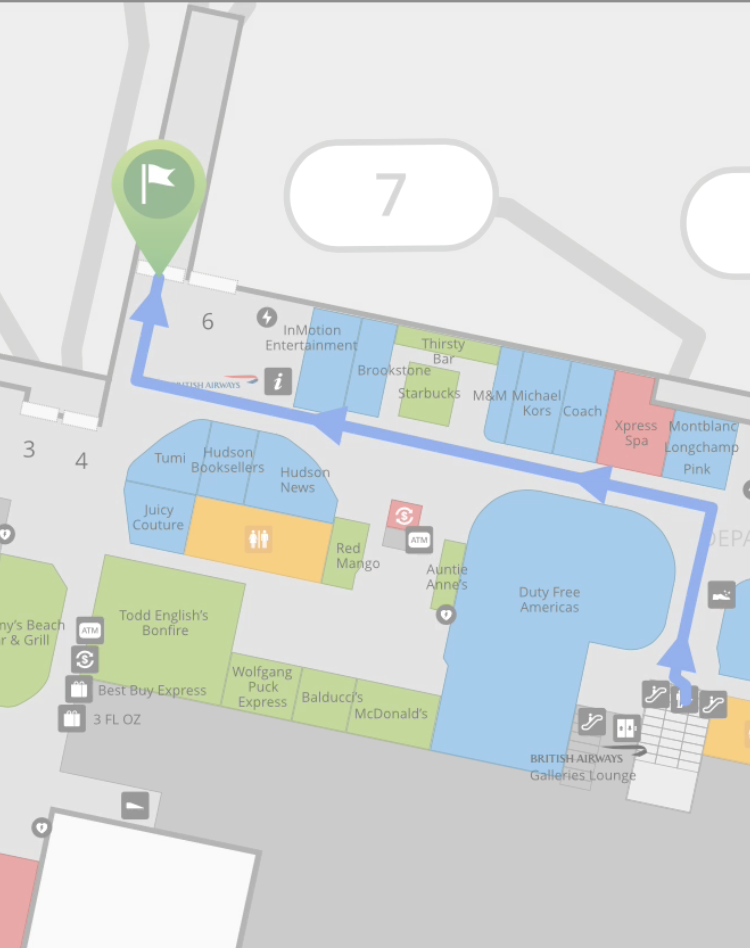 7
6
InMotion
Entertainment
Thirsty
Bar
Brookstone
Starbucks
M&M
Michael
Kors
Coach
Xpress
Spa
Montblanc
Longchamp
Pink
BRITISH AIRWAYS
i
3
4
Tumi
Hudson
Booksellers
Hudson
News
Juicy
Couture
Red
Mango
ATM
Auntie
Anne's
Duty Free
Americas
DEPA
ny's Beach
r & Grill
Todd English's
Bonfire
ATM
Wolfgang
Puck
Express
Balducci's
McDonald's
Best Buy Express
3 FL OZ
BRITISH AIRWAYS
Galleries Lounge